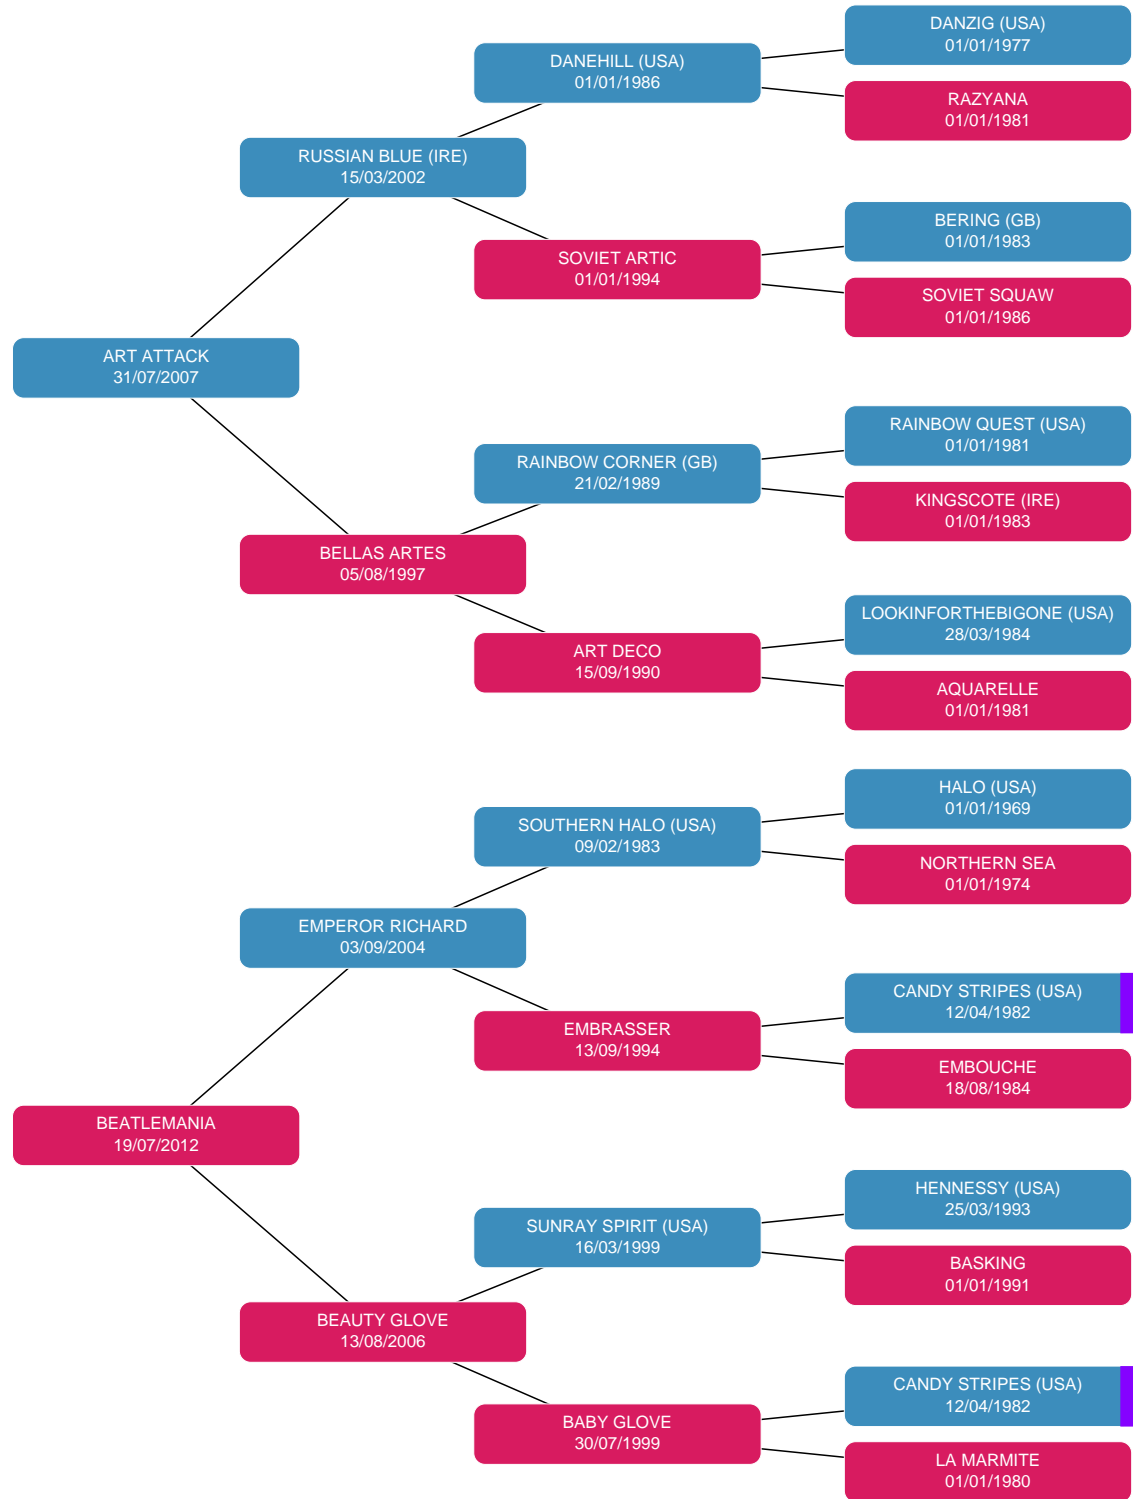 DANZIG (USA)
01/01/1977
DANEHILL (USA)
01/01/1986
RAZYANA
01/01/1981
RUSSIAN BLUE (IRE)
15/03/2002
BERING (GB)
01/01/1983
SOVIET ARTIC
01/01/1994
SOVIET SQUAW
01/01/1986
ART ATTACK
31/07/2007
RAINBOW QUEST (USA)
01/01/1981
RAINBOW CORNER (GB)
21/02/1989
KINGSCOTE (IRE)
01/01/1983
BELLAS ARTES
05/08/1997
LOOKINFORTHEBIGONE (USA)
28/03/1984
ART DECO
15/09/1990
AQUARELLE
01/01/1981
HALO (USA)
01/01/1969
SOUTHERN HALO (USA)
09/02/1983
NORTHERN SEA
01/01/1974
EMPEROR RICHARD
03/09/2004
CANDY STRIPES (USA)
12/04/1982
EMBRASSER
13/09/1994
EMBOUCHE
18/08/1984
BEATLEMANIA
19/07/2012
HENNESSY (USA)
25/03/1993
SUNRAY SPIRIT (USA)
16/03/1999
BASKING
01/01/1991
BEAUTY GLOVE
13/08/2006
CANDY STRIPES (USA)
12/04/1982
BABY GLOVE
30/07/1999
LA MARMITE
01/01/1980